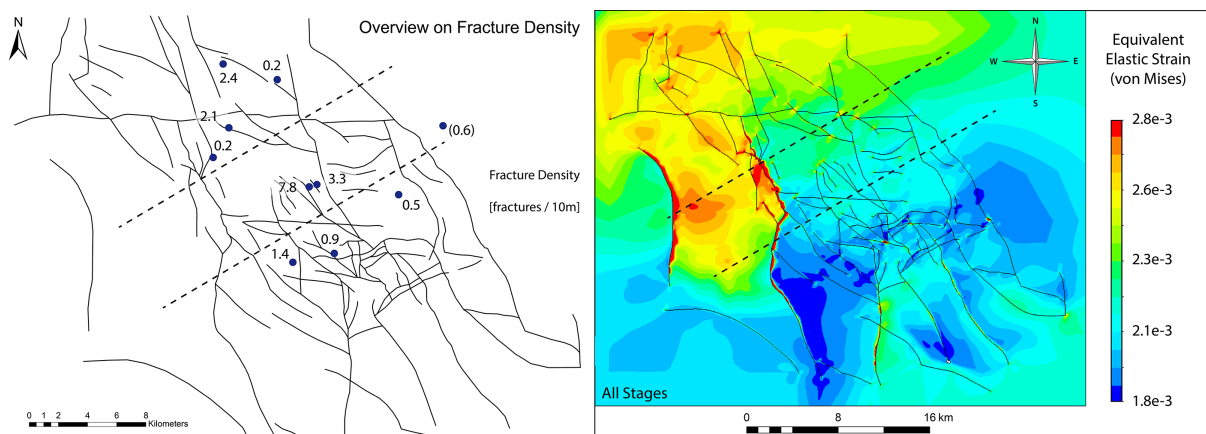 N
Overview on Fracture Density
2.4
0.2
2.1
(0.6)
0.2
7.8
3.3
Fracture Density
[fractures / 10m]
0.5
0.9
1.4
0 1 2 4 6 8
Kilometers
N
W E
S
Equivalent
Elastic Strain
(von Mises)
2.8e-3
2.6e-3
2.3e-3
2.1e-3
1.8e-3
All Stages
0 8 16 km